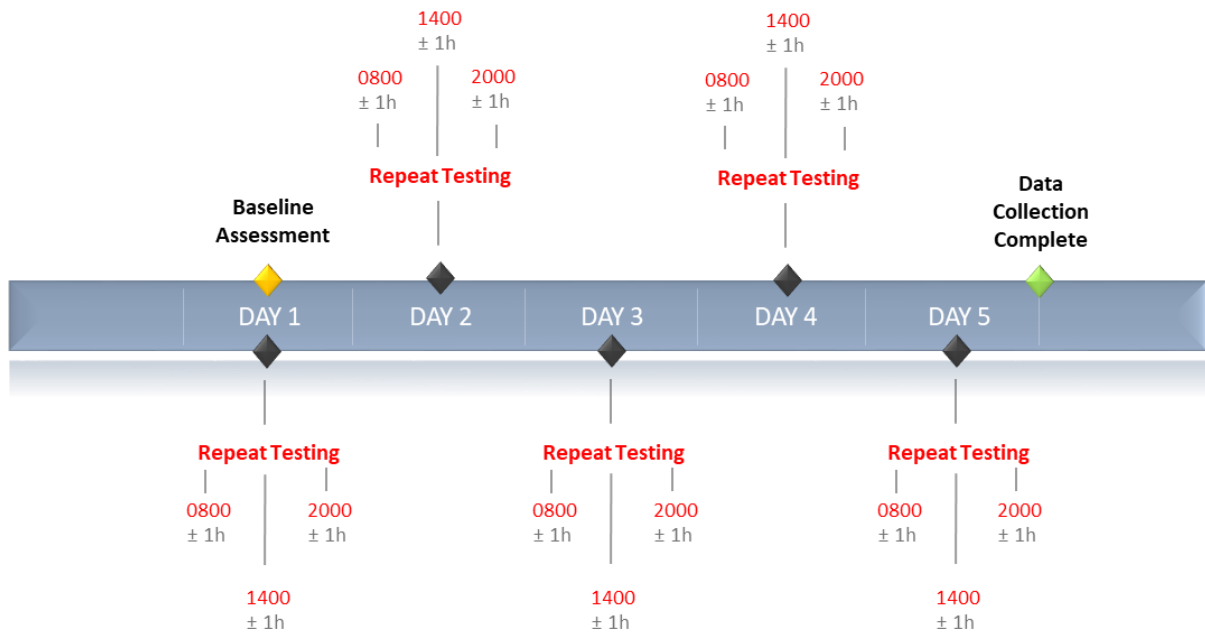 1400
± 1h
0800
± 1h
2000
± 1h
Repeat Testing
1400
± 1h
0800
± 1h
2000
± 1h
Repeat Testing
Baseline
Assessment
Data
Collection
Complete
DAY 1
DAY 2
DAY 3
DAY 4
DAY 5
Repeat Testing
0800
± 1h
2000
± 1h
1400
± 1h
Repeat Testing
0800
± 1h
2000
± 1h
1400
± 1h
Repeat Testing
0800
± 1h
2000
± 1h
1400
± 1h